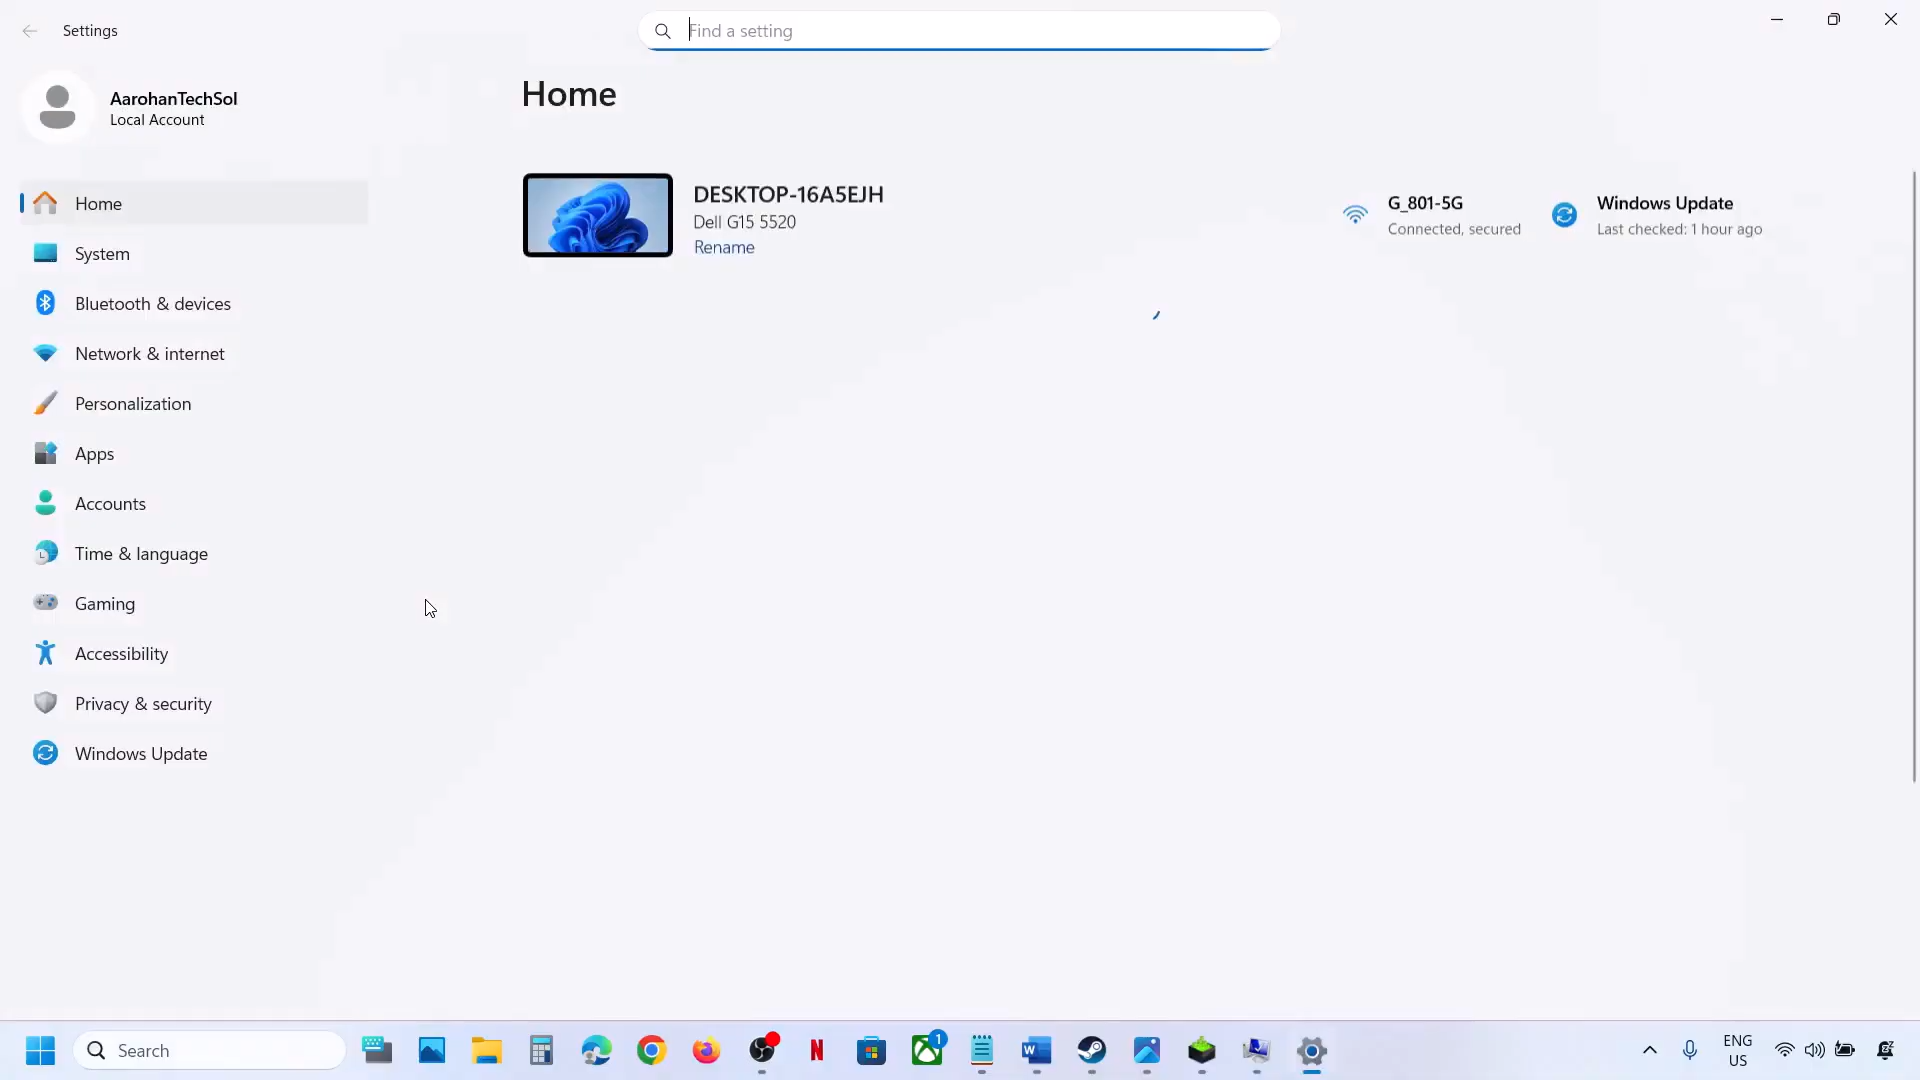 Settings
Find a setting
AarohanTechSol
Local Account
Home
System
Bluetooth & devices
Network & internet
Personalization
Apps
Accounts
Time & language
Gaming
Accessibility
Privacy & security
Windows Update
Home
DESKTOP-16A5EJH
Dell G15 5520
Rename
G_801-5G
Connected, secured
Windows Update
Last checked: 1 hour ago
Search
1
ENG
US